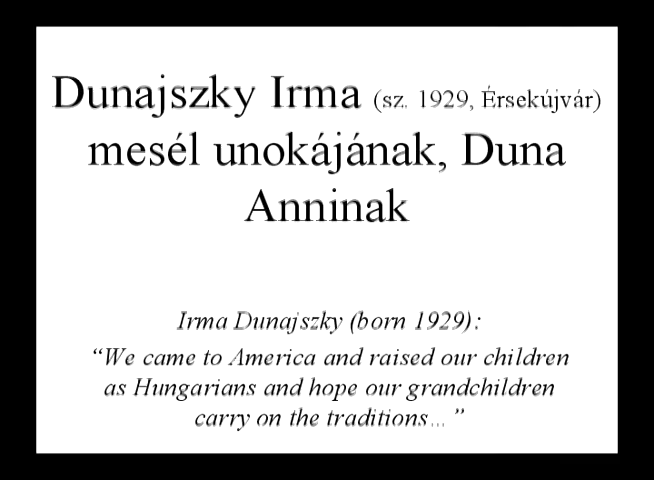 Dunajszky Irma (sz. 1929, Érsekújvár)
mesél unokájának, Duna
Anninak
Irma Dunajszky (born 1929):
“We came to America and raised our children
as Hungarians and hope our grandchildren
carry on the traditions... ”